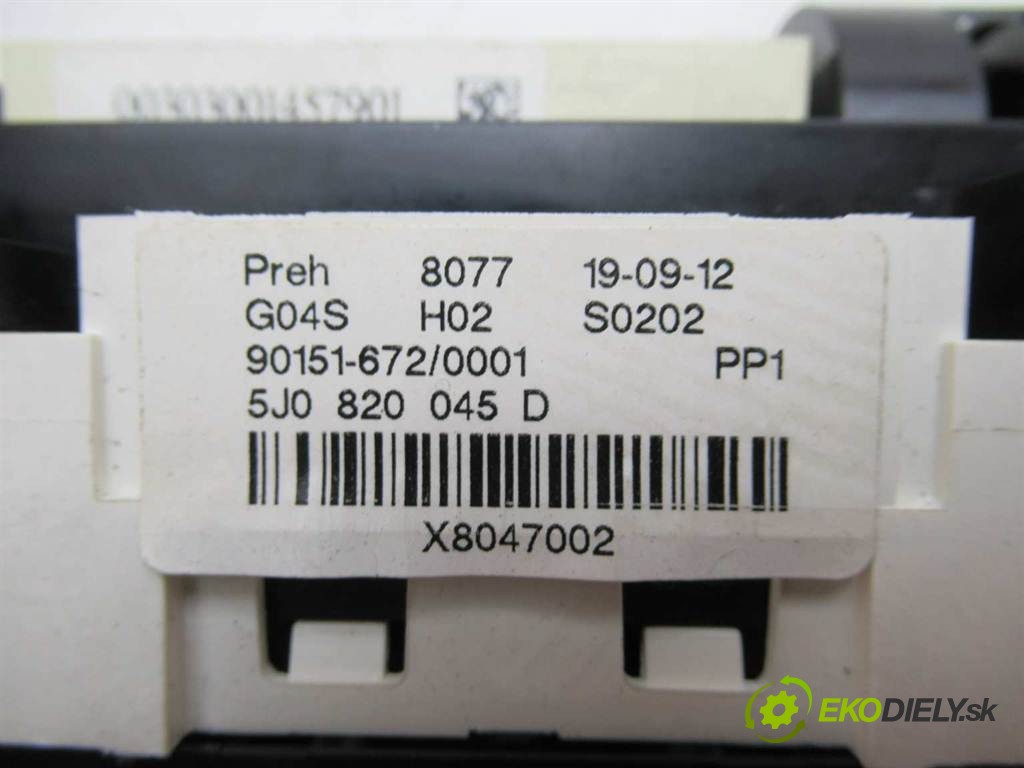 00303001457901
Preh 8077 19-09-12
G04S H02 S0202
90151-672/0001 PP1
5J0 820 045 D
X8047002
EKODIELY.sk